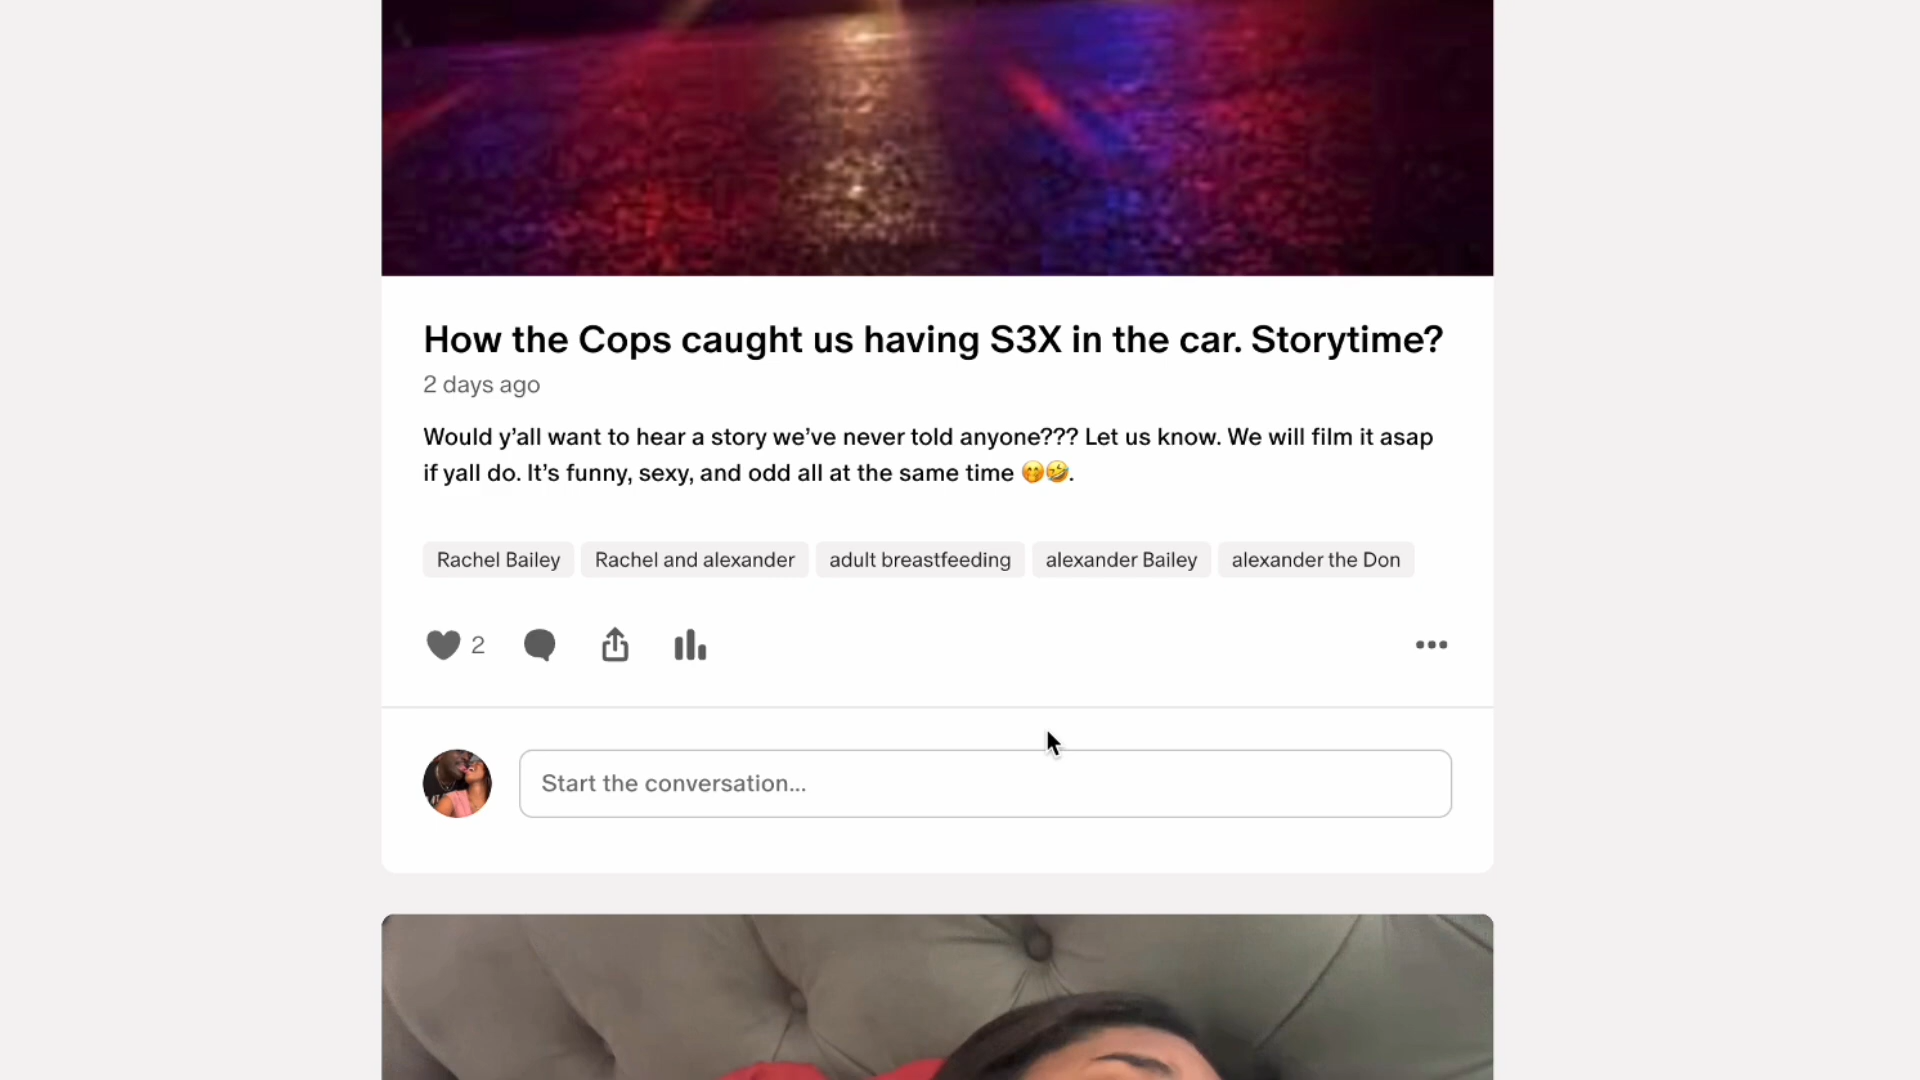 How the Cops caught us having S3X in the car. Storytime?
2 days ago
Would y’all want to hear a story we’ve never told anyone??? Let us know. We will film it asap
if yall do. It’s funny, sexy, and odd all at the same time 🤭🤣.
Rachel Bailey Rachel and alexander adult breastfeeding alexander Bailey alexander the Don
2
Start the conversation...